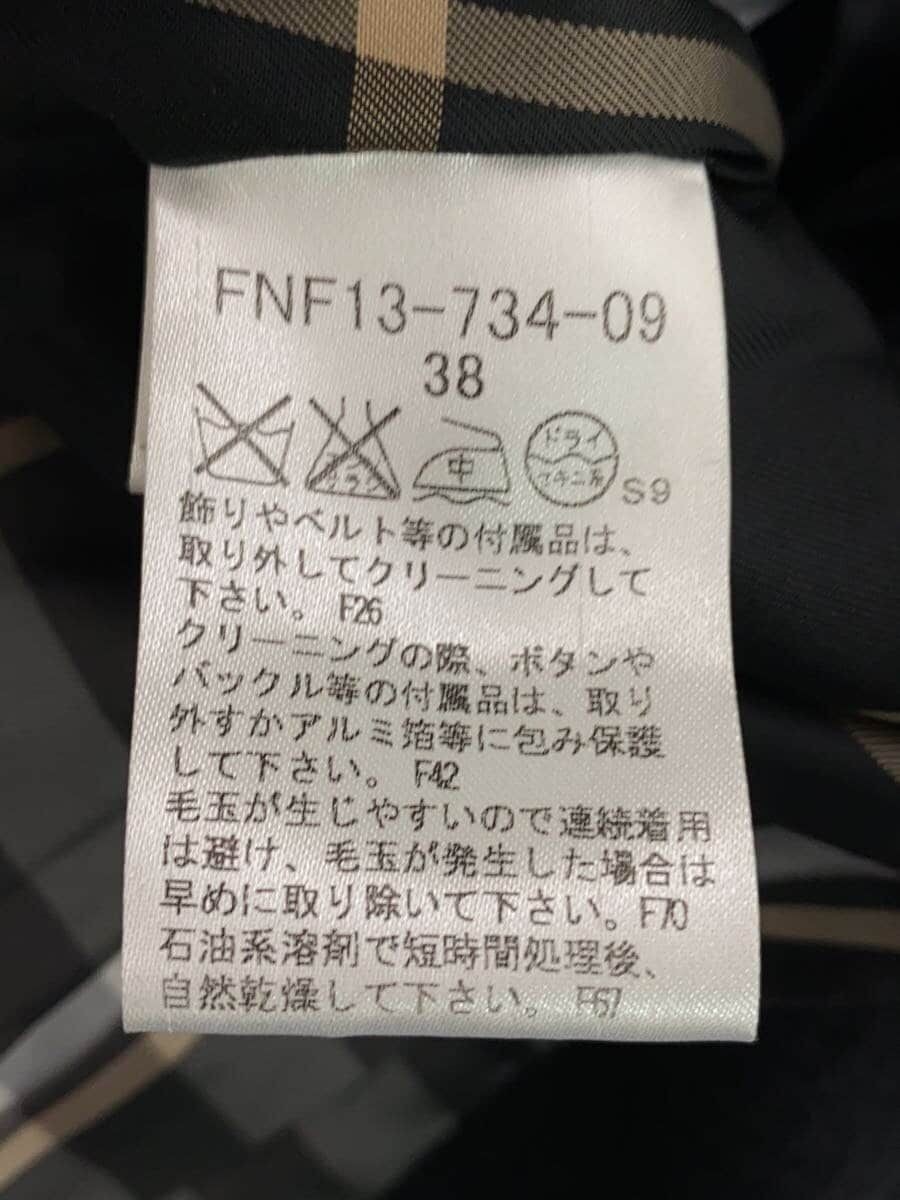 FNF13-734-09
38
エンソ
サラシ
中
ドライ
セキユ系
S9
飾りやベルト等の付属品は、
取り外してクリーニングして
下さい。 F26
クリーニングの際、ボタンや
バックル等の付属品は、取り
外すかアルミ箔等に包み保護
して下さい。 F42
毛玉が生じやすいので連続着用
は避け、毛玉が発生した場合は
早めに取り除いて下さい。F70
石油系溶剤で短時間処理後、
自然乾燥して下さい。 F67